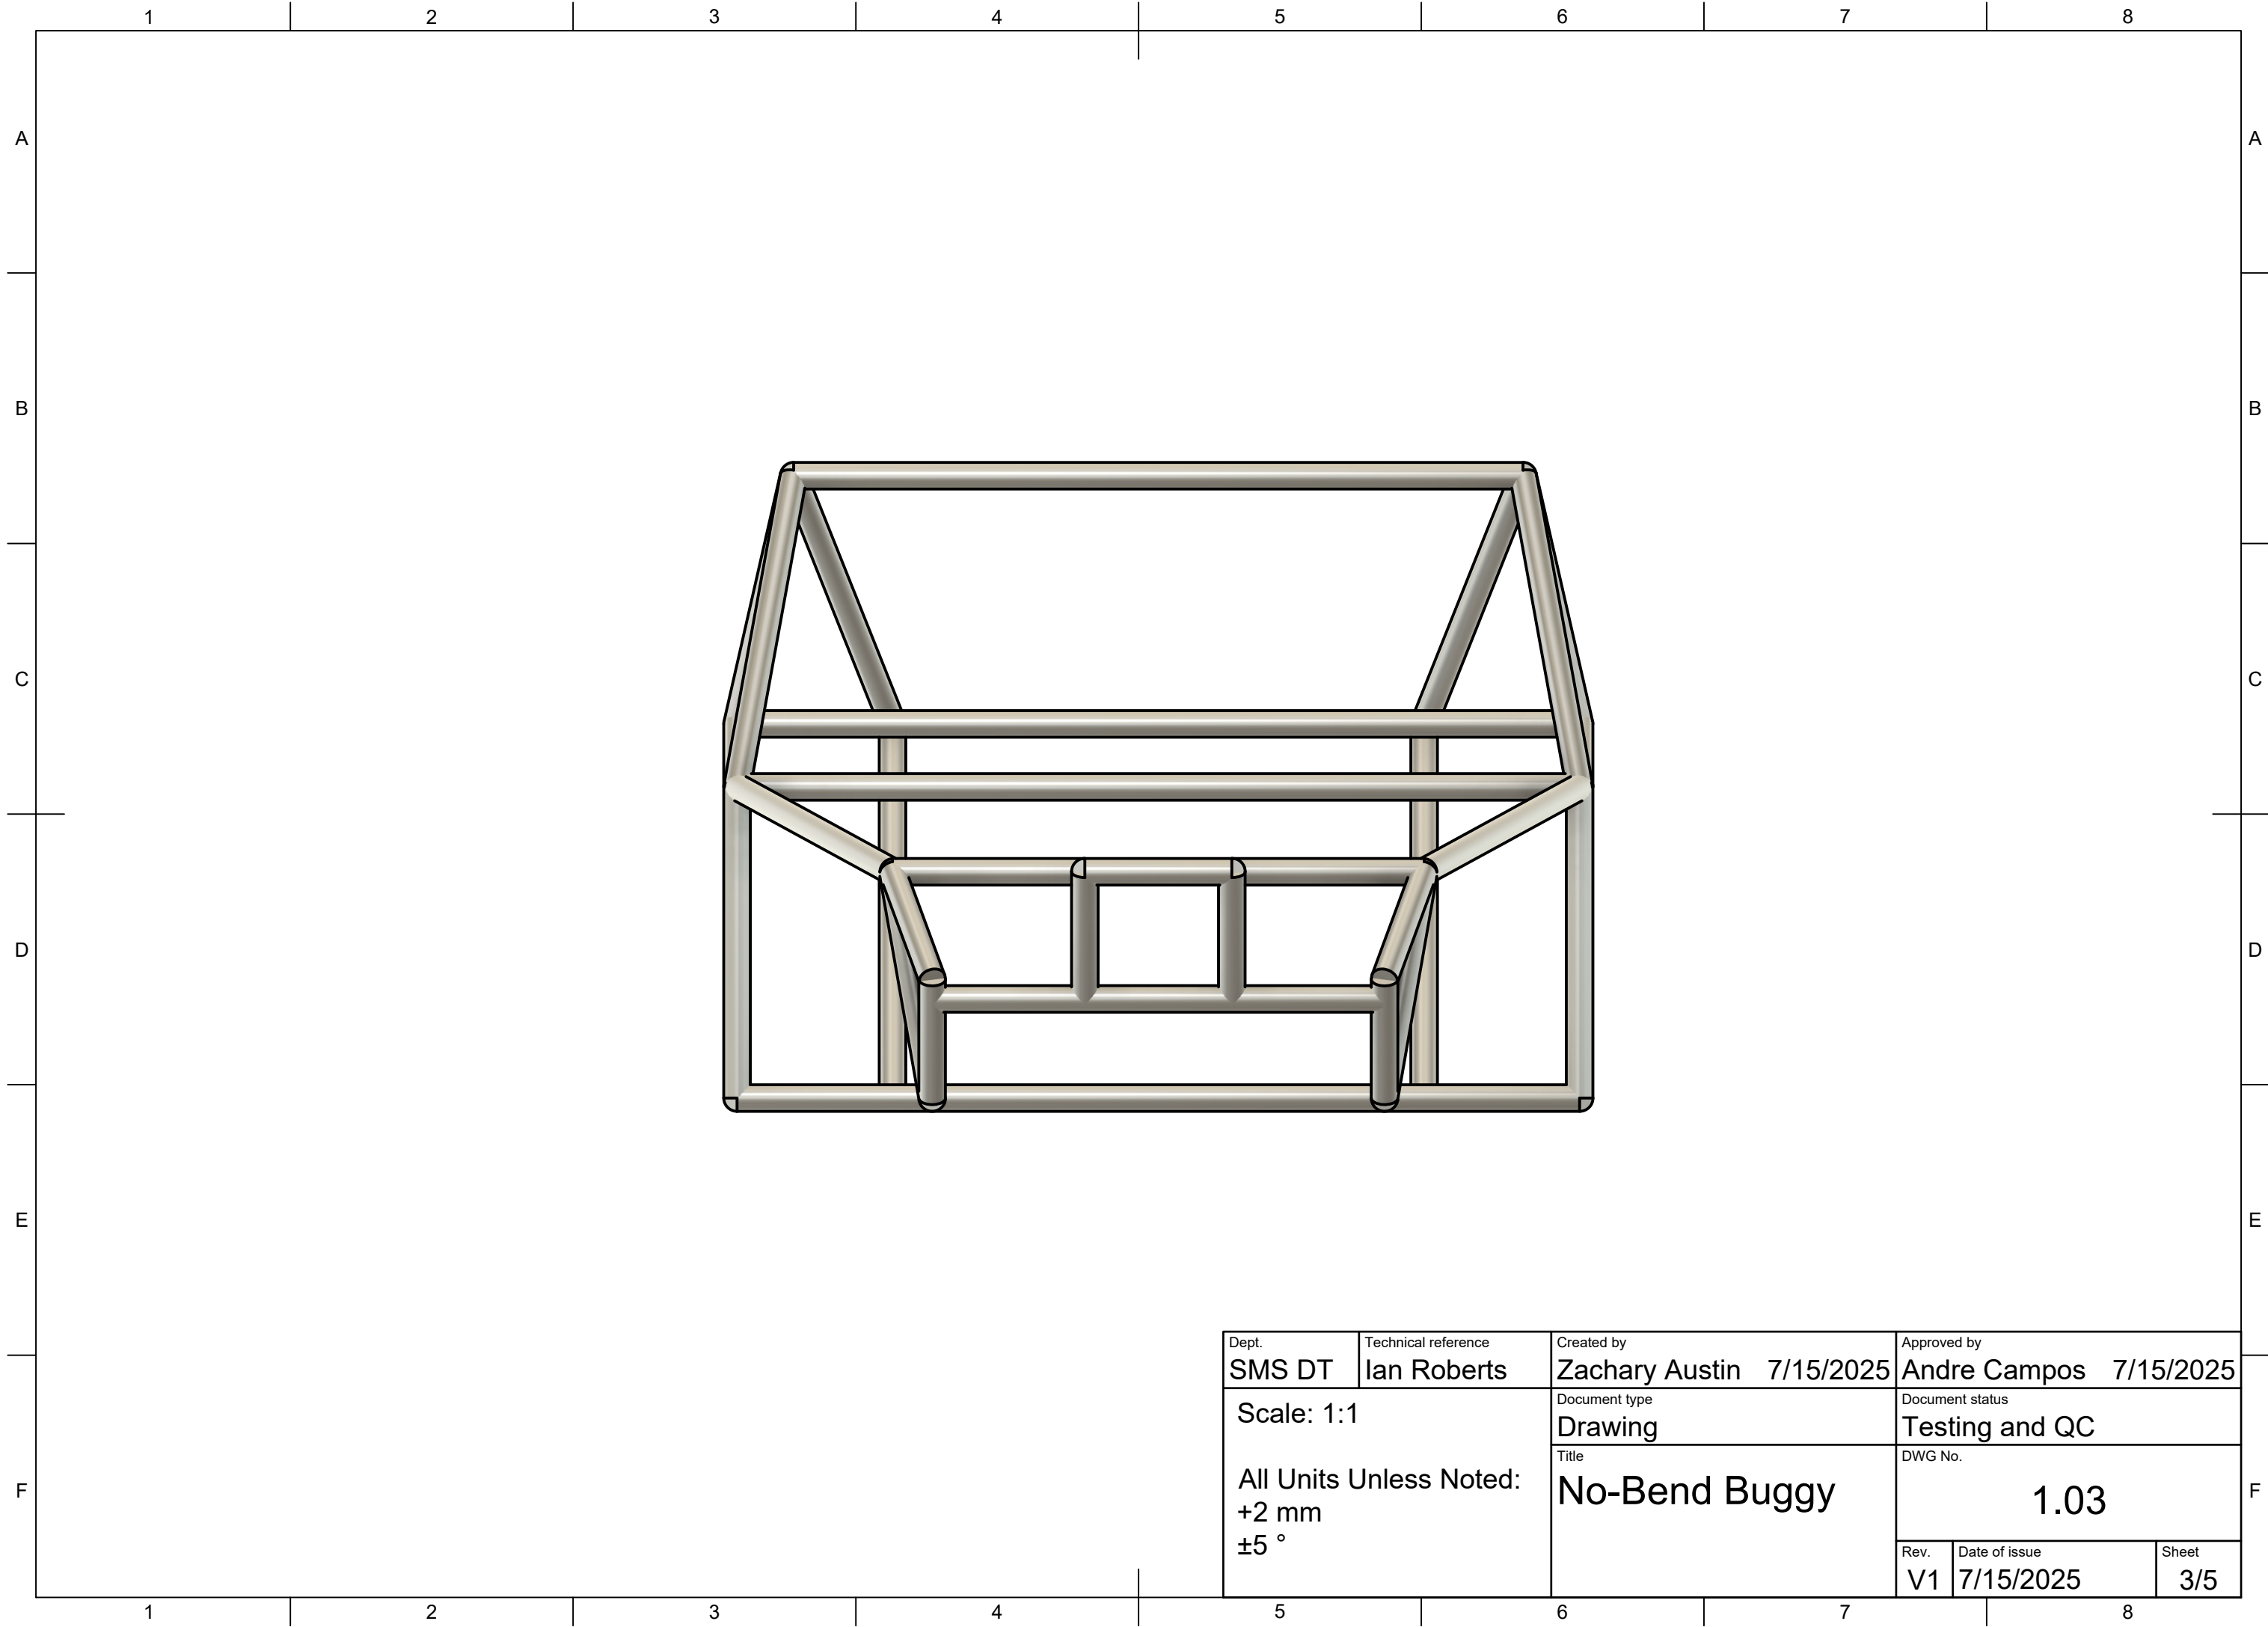 1 2 3 4 5 6 7 8
A A
B B
C C
D D
E E
F F
Dept. Technical reference Created by Approved by
SMS DT Ian Roberts Zachary Austin 7/15/2025 Andre Campos 7/15/2025
Document type Document status
Scale: 1:1 Drawing Testing and QC
Title DWG No.
All Units Unless Noted: No-Bend Buggy 1.03
+2 mm
±5 °
Rev. Date of issue Sheet
V1 7/15/2025 3/5
1 2 3 4 5 6 7 8